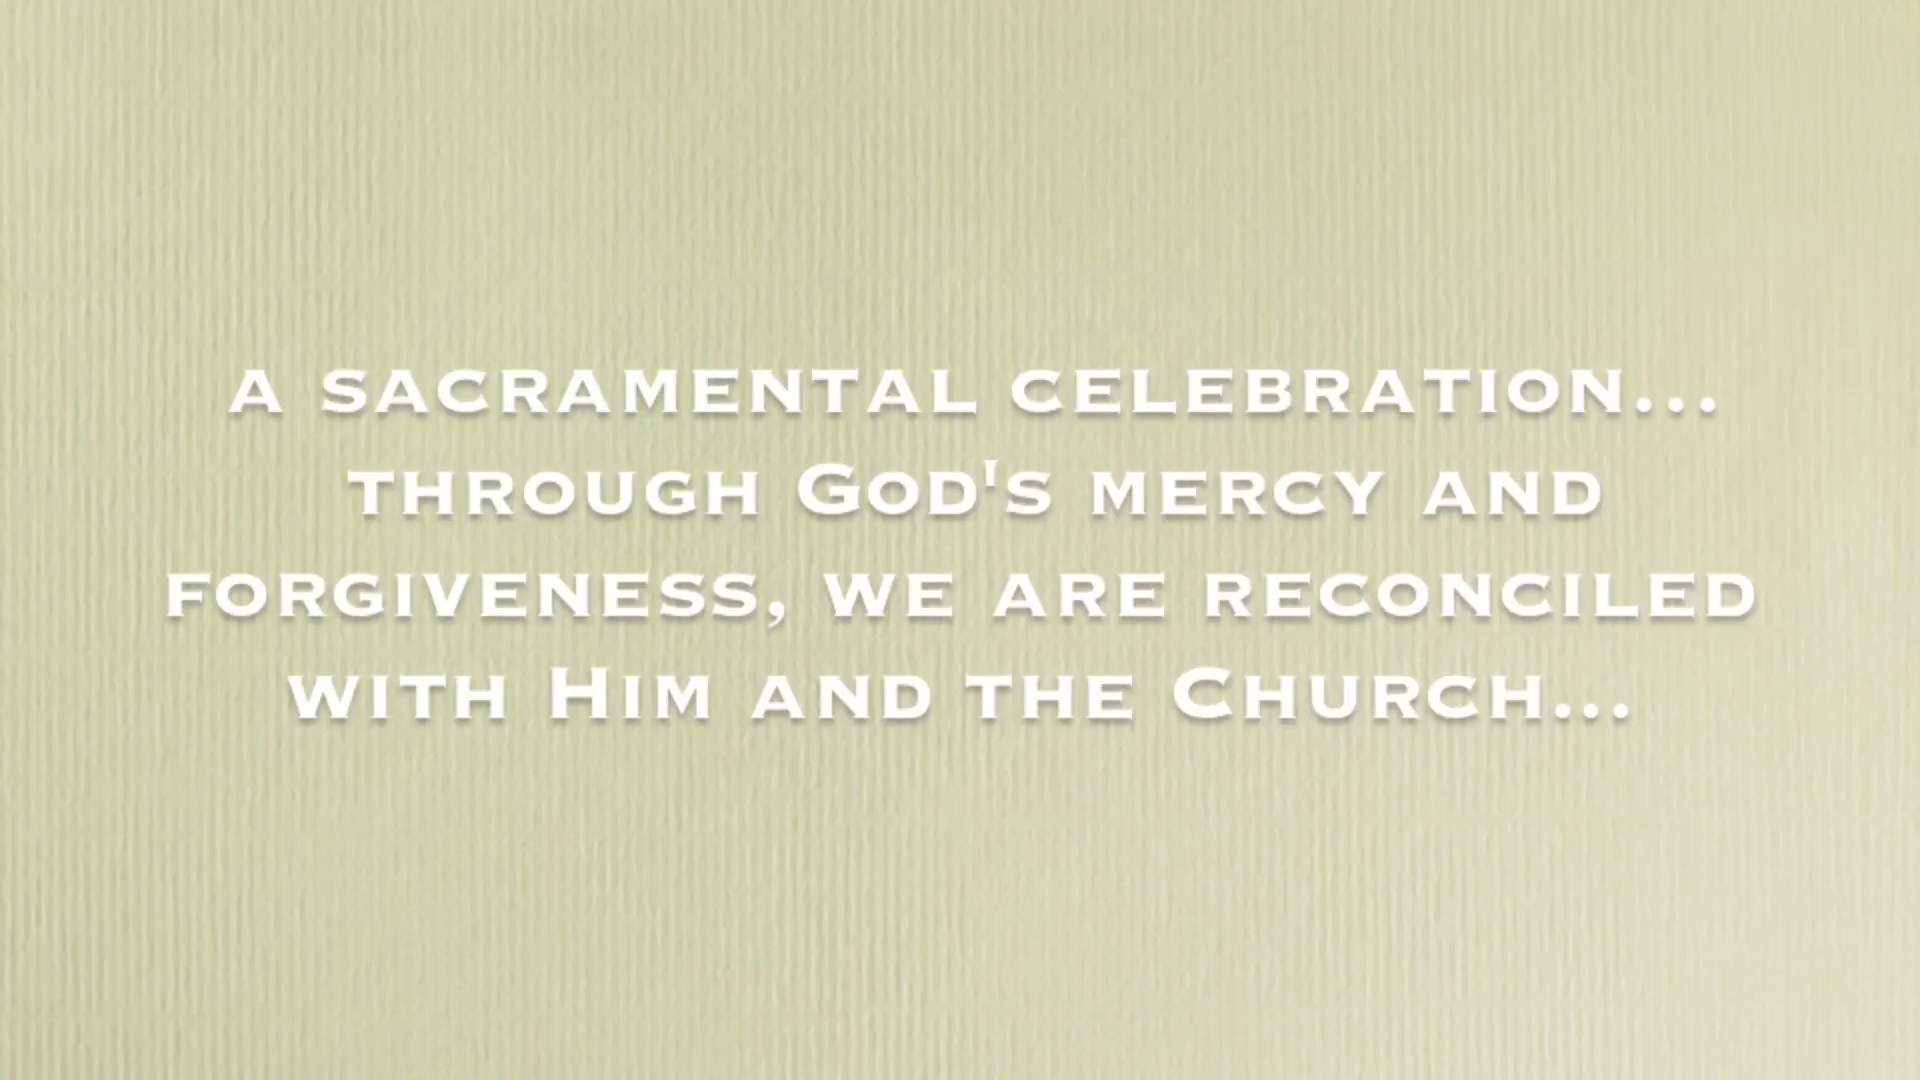 a sacramental celebration...
through God's mercy and
forgiveness, we are reconciled
with Him and the Church...